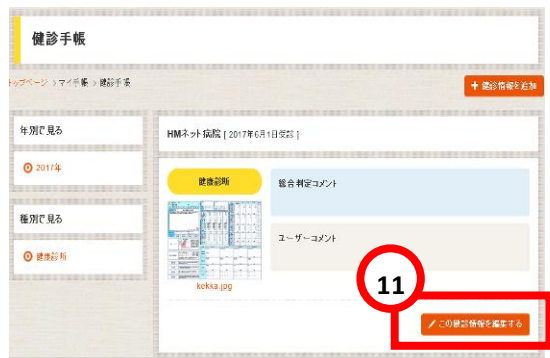 健診手帳
トップページ > マイ手帳 > 健診手帳
+ 健診情報を追加
年別で見る
2017年
種別で見る
健康診断
HMネット病院 [ 2017年6月1日受診 ]
健康診断
総合判定コメント
ユーザーコメント
kekka.jpg
11
この健診情報を編集する